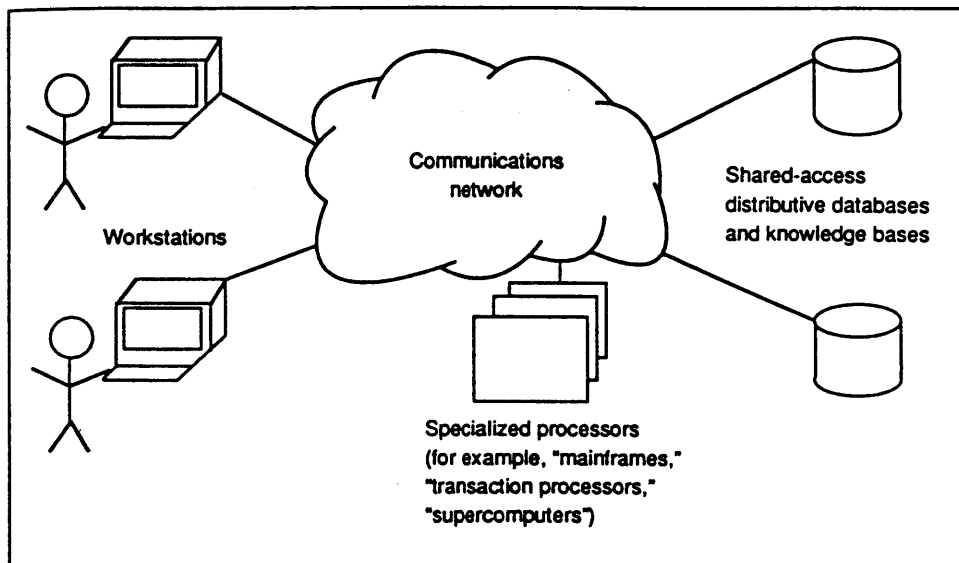 Communications
network
Workstations
Shared-access
distributive databases
and knowledge bases
Specialized processors
(for example, "mainframes,"
"transaction processors,"
"supercomputers")